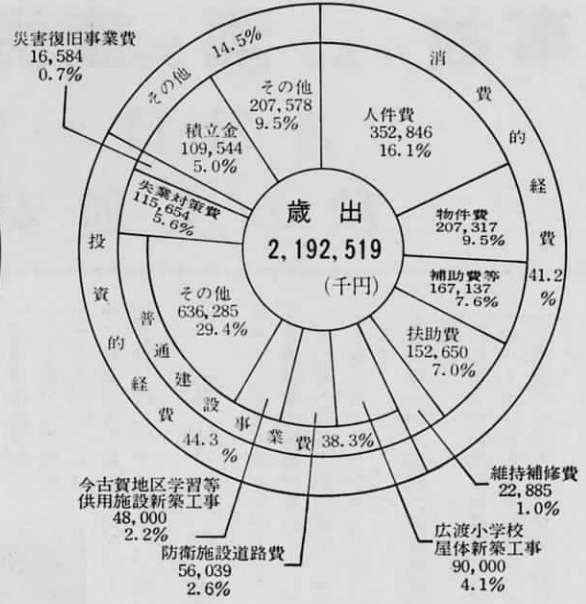 歳出
2,192,519
(千円)
消費的経費
41.2
%
人件費
352,846
16.1%
物件費
207,317
9.5%
補助費等
167,137
7.6%
扶助費
152,650
7.0%
維持補修費
22,885
1.0%
投資的経費
44.3
%
普通建設事業費 38.3%
広渡小学校
屋体新築工事
90,000
4.1%
防衛施設道路費
56,039
2.6%
今古賀地区学習等
供用施設新築工事
48,000
2.2%
その他
636,285
29.4%
失業対策費
115,654
5.6%
災害復旧事業費
16,584
0.7%
その他 14.5%
積立金
109,544
5.0%
その他
207,578
9.5%